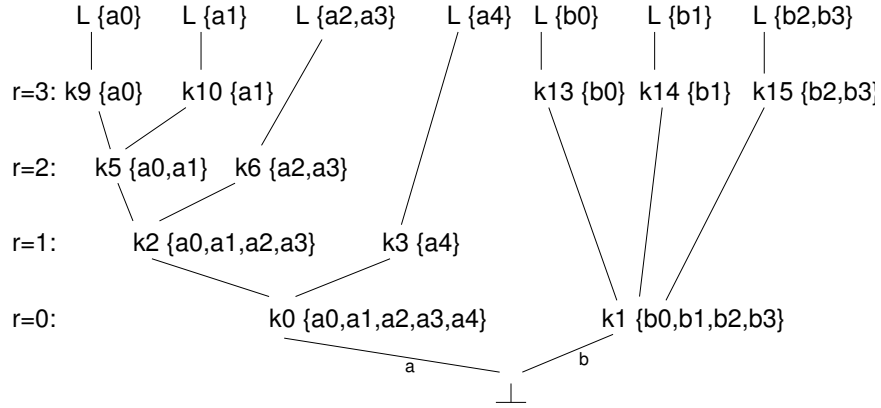 L {a0} L {a1} L {a2,a3} L {a4} L {b0} L {b1} L {b2,b3}
r=3: k9 {a0} k10 {a1} k13 {b0} k14 {b1} k15 {b2,b3}
r=2: k5 {a0,a1} k6 {a2,a3}
r=1: k2 {a0,a1,a2,a3} k3 {a4}
r=0: k0 {a0,a1,a2,a3,a4} k1 {b0,b1,b2,b3}
a b